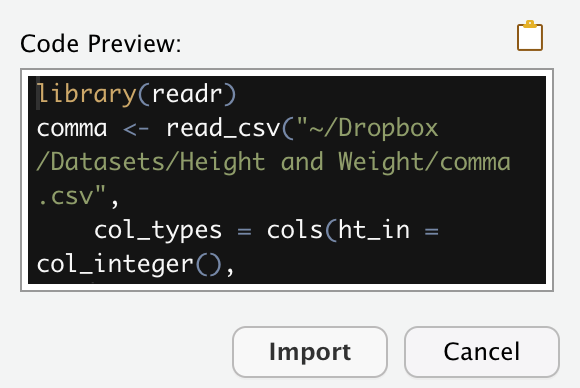 Code Preview:
library(readr)
comma <- read_csv("~/Dropbox
/Datasets/Height and Weight/comma
.csv",
    col_types = cols(ht_in =
col_integer(),
Import
Cancel